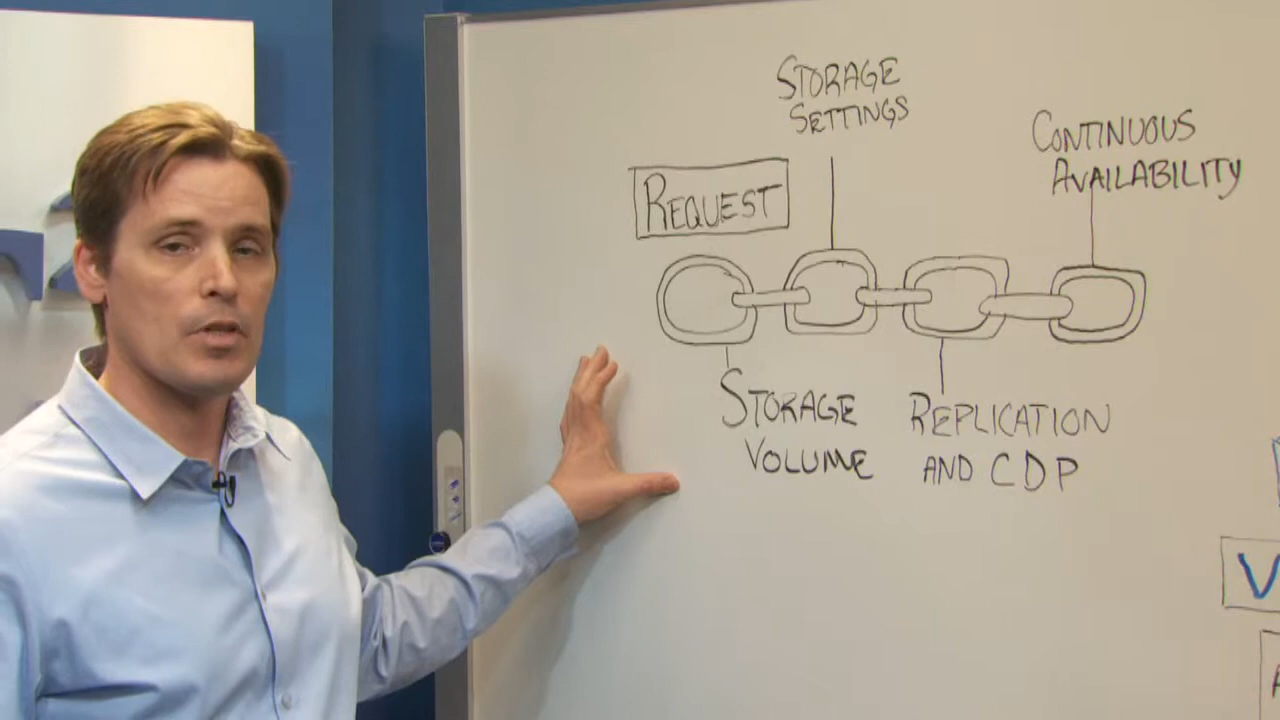 STORAGE
SETTINGS
CONTINUOUS
AVAILABILITY
REQUEST
STORAGE
VOLUME
REPLICATION
AND CDP
V